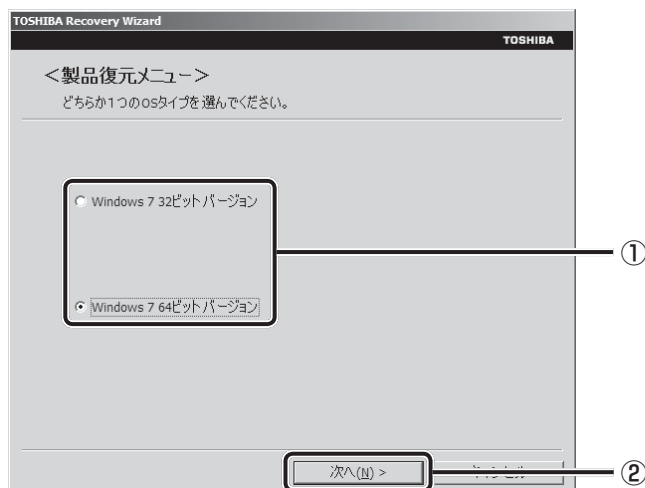 TOSHIBA Recovery Wizard
TOSHIBA
＜製品復元メニュー＞
どちらか1つのOSタイプを選んでください。
Windows 7 32ビットバージョン
①
Windows 7 64ビットバージョン
次へ(N) >
②